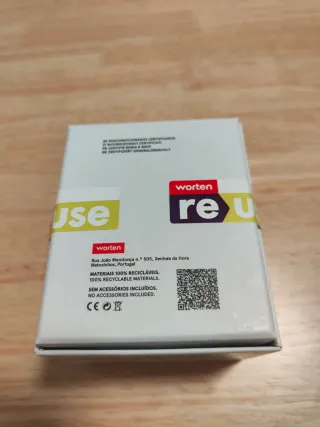 worten
re u
use
worten
Rua João Mendonça n.º 505, Senhora da Hora
Matosinhos, Portugal
MATERIAIS 100% RECICLÁVEIS.
100% RECYCLABLE MATERIALS.
SEM ACESSÓRIOS INCLUÍDOS.
NO ACCESSORIES INCLUDED.
CE